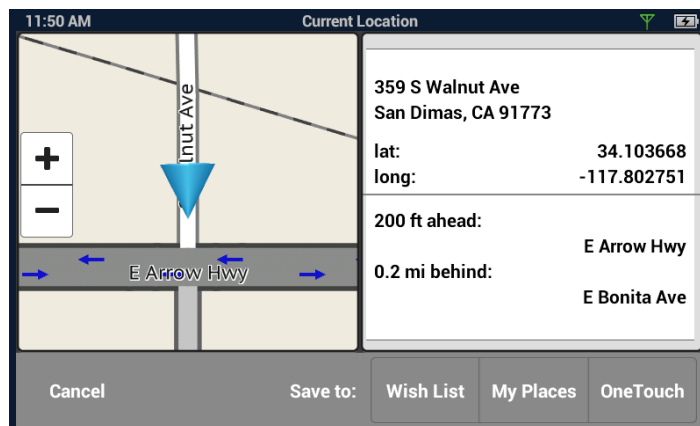 11:50 AM
Current Location
lnut Ave
E Arrow Hwy
+
−
359 S Walnut Ave
San Dimas, CA 91773
lat: 34.103668
long: -117.802751
200 ft ahead:
E Arrow Hwy
0.2 mi behind:
E Bonita Ave
Cancel
Save to:
Wish List
My Places
OneTouch